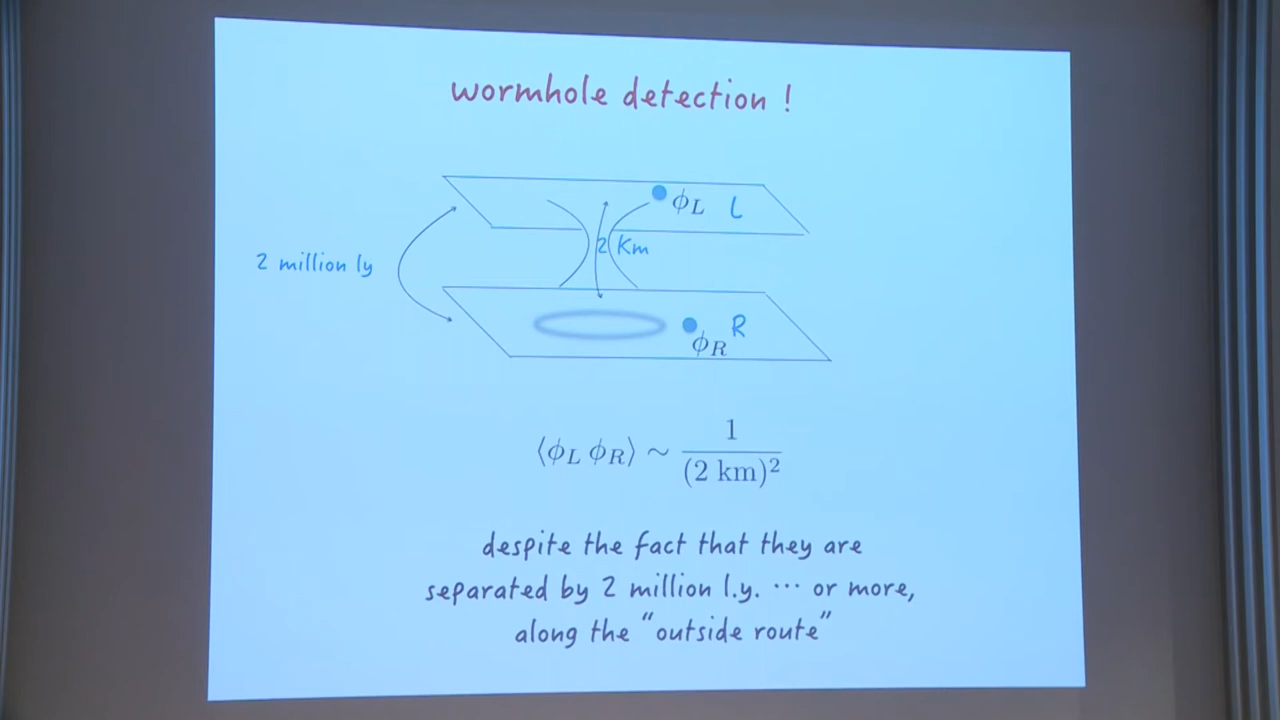 wormhole detection !
ϕL L
2 Km
2 million ly
ϕR R
⟨ϕL ϕR⟩ ∼ 1/(2 km)²
despite the fact that they are
separated by 2 million l.y. ··· or more,
along the "outside route"